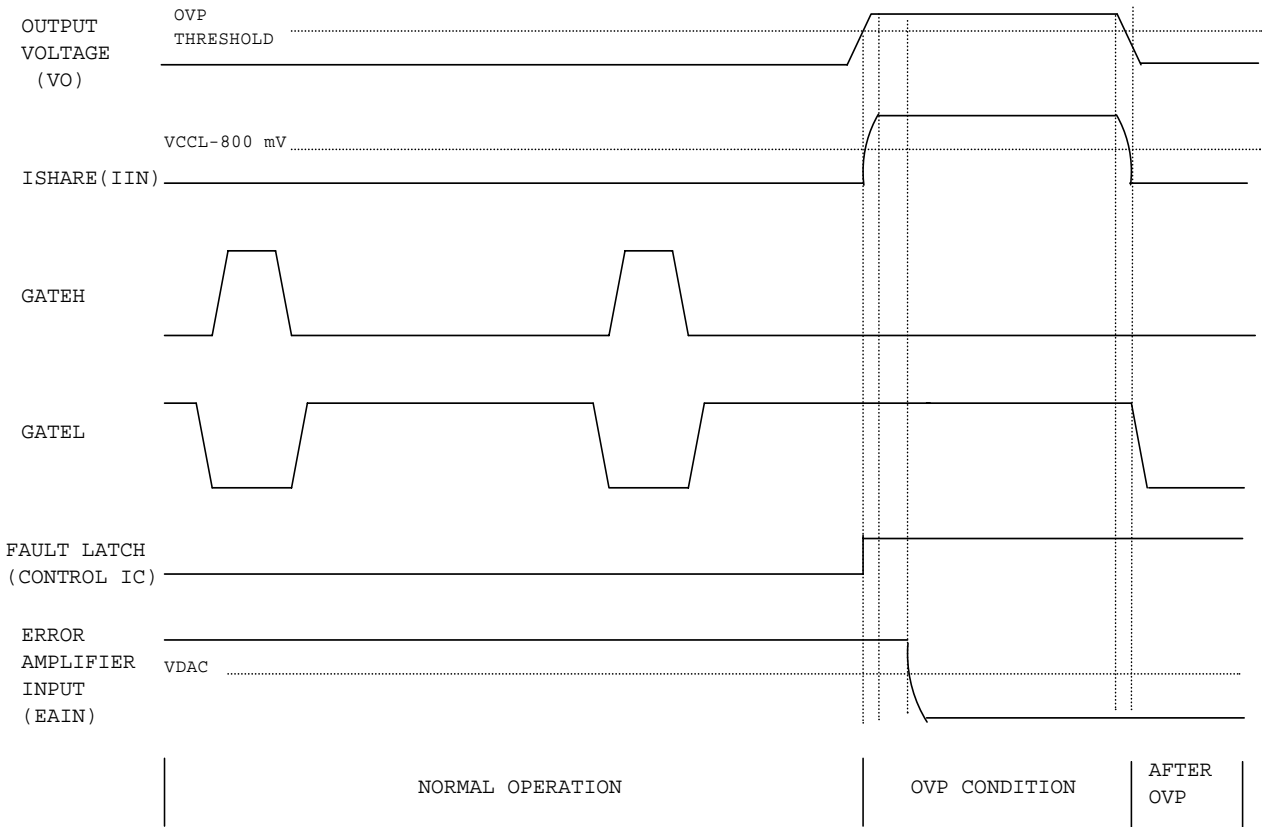 OUTPUT
VOLTAGE
(VO)
OVP
THRESHOLD
VCCL-800 mV
ISHARE(IIN)
GATEH
GATEL
FAULT LATCH
(CONTROL IC)
ERROR
AMPLIFIER
INPUT
(EAIN)
VDAC
NORMAL OPERATION
OVP CONDITION
AFTER
OVP